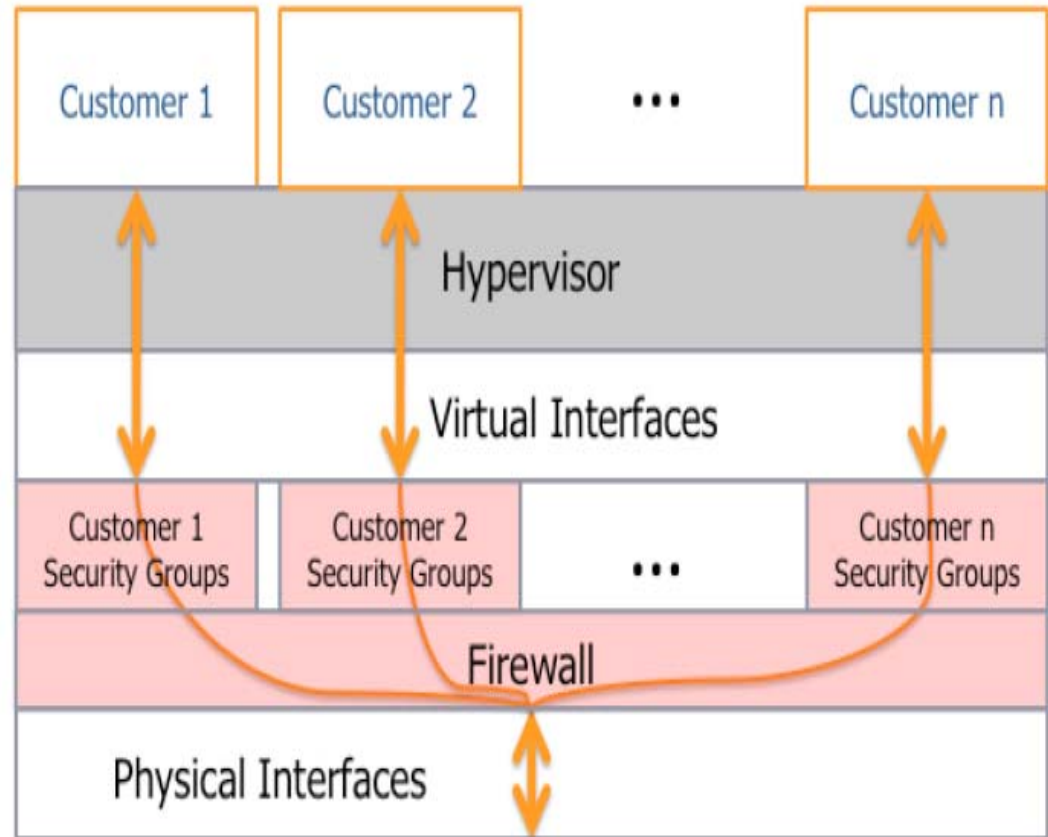 Customer 1 Customer 2 ... Customer n
Hypervisor
Virtual Interfaces
Customer 1 Customer 2 Customer n
Security Groups Security Groups ... Security Groups
Firewall
Physical Interfaces